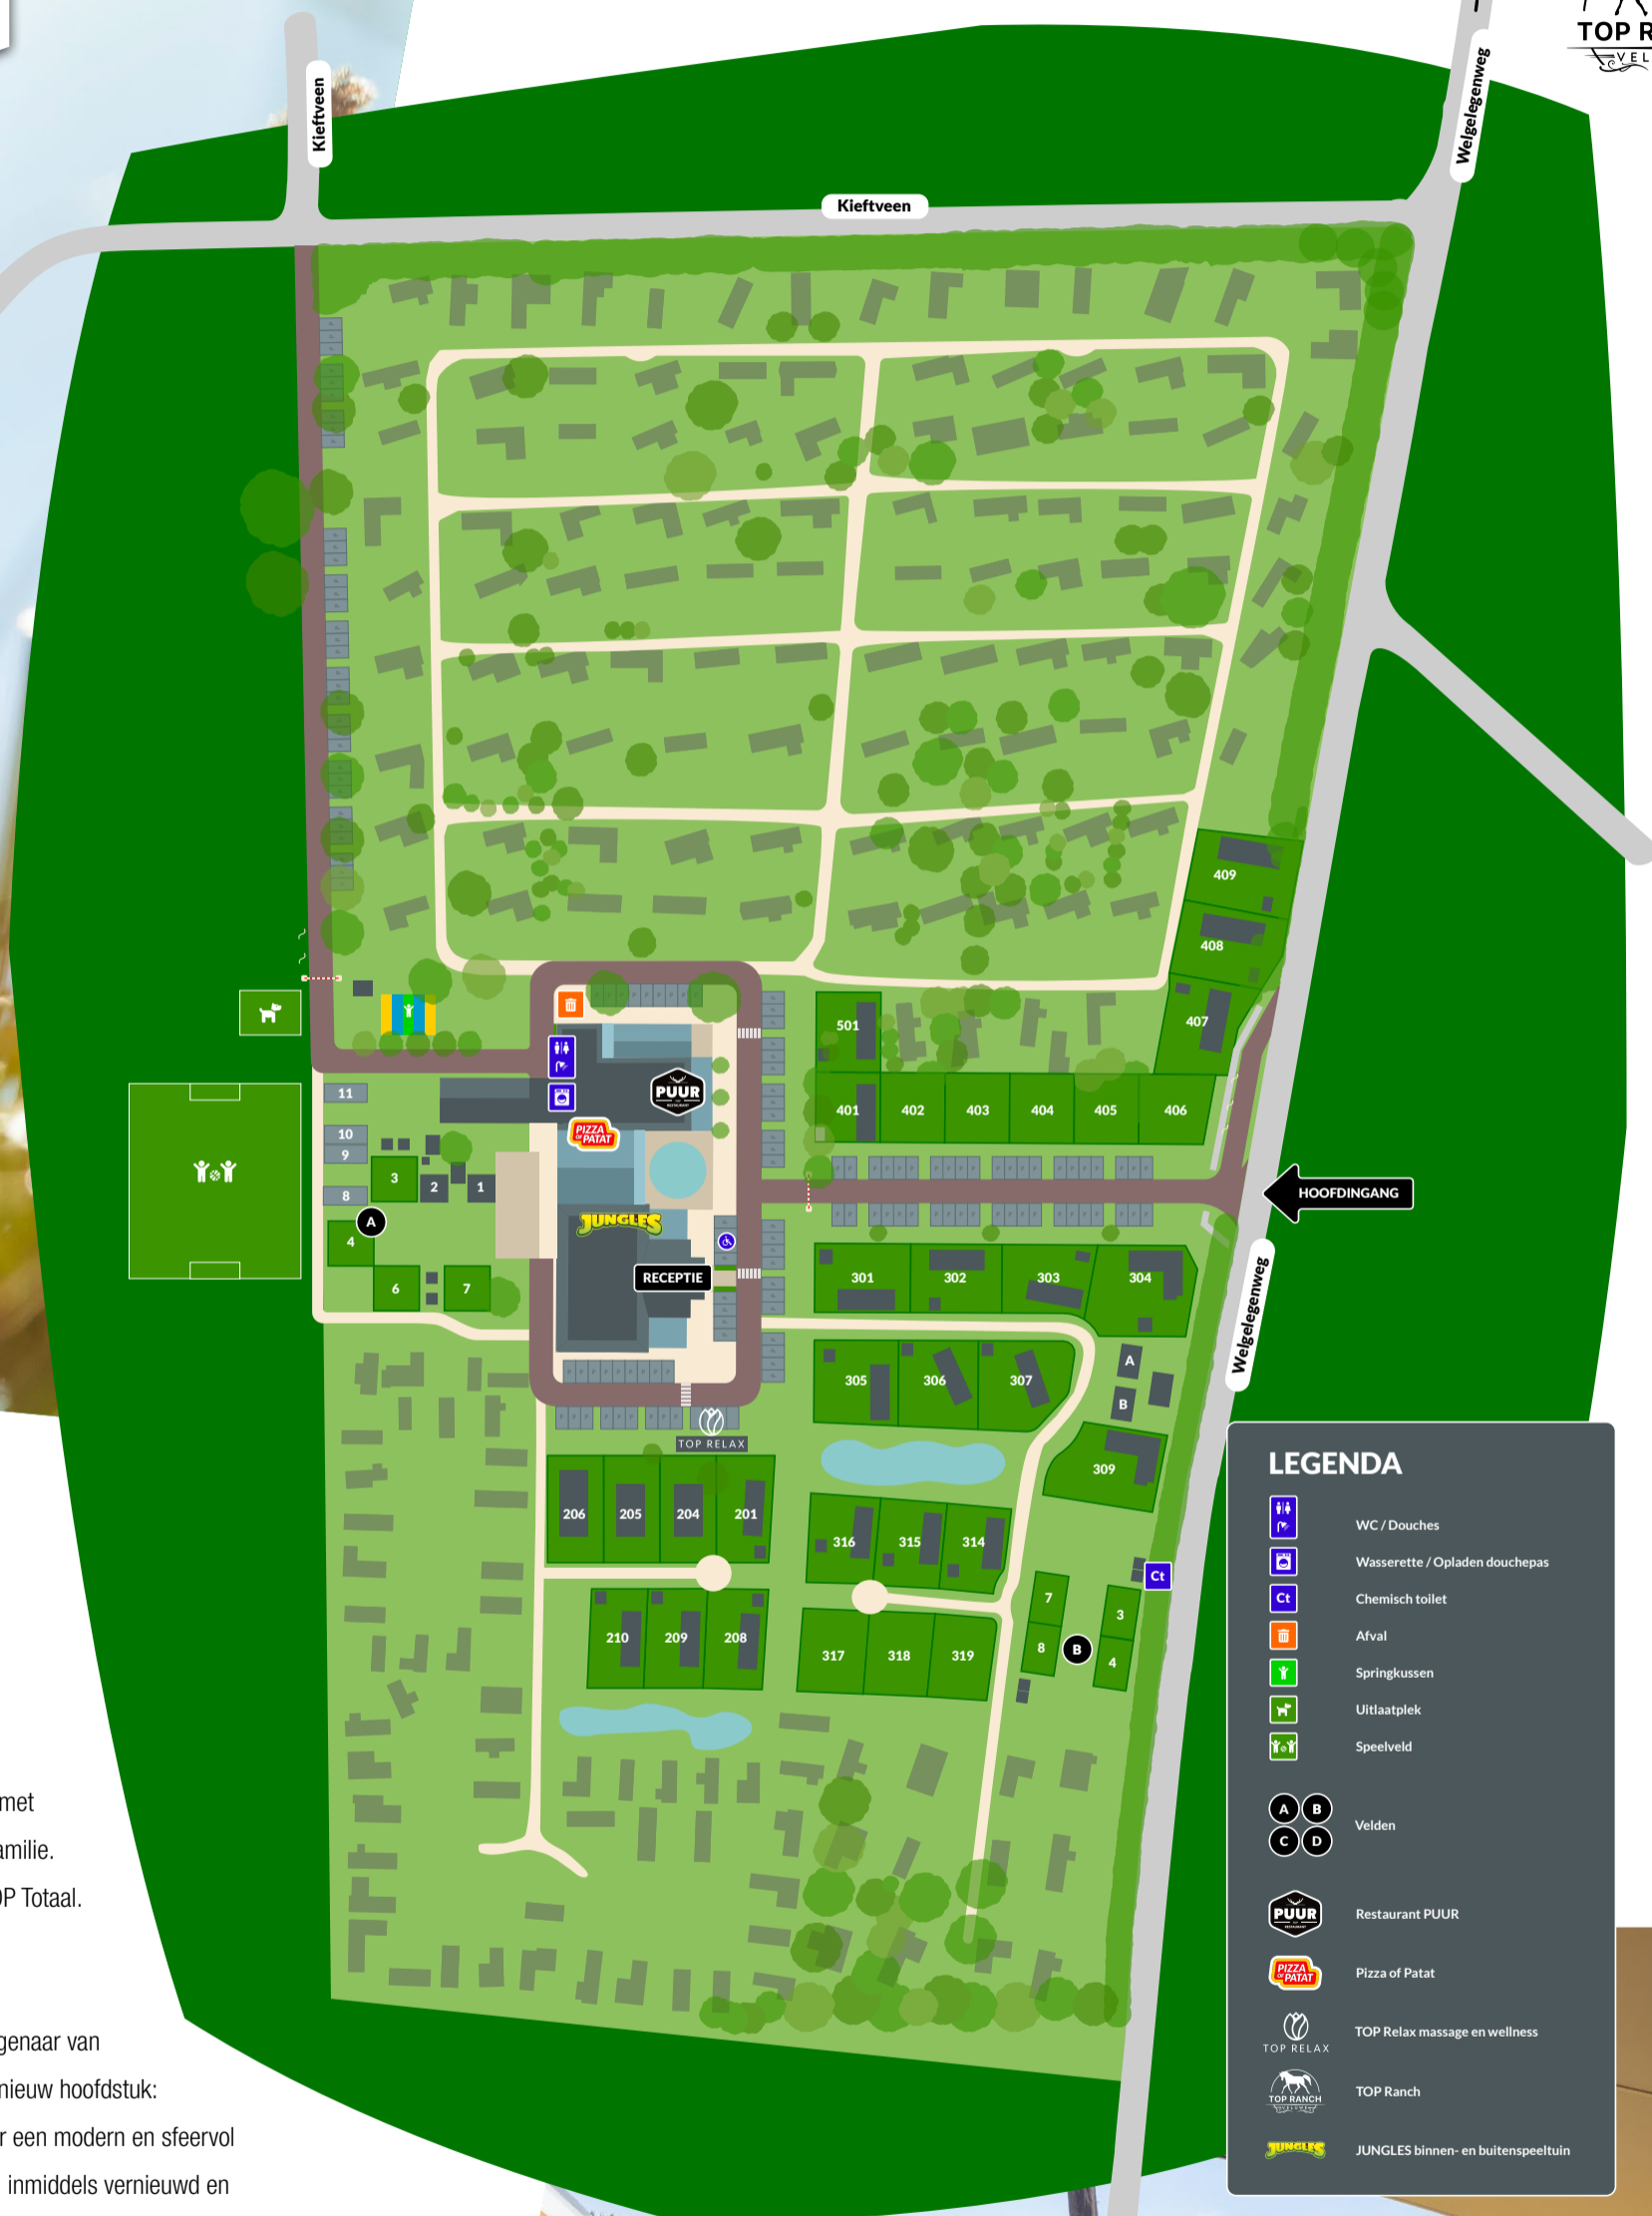 TOP R
VEL
Kieftveen
Welgelegenweg
Kieftveen
409
408
407
501
401
402
403
404
405
406
11
10
9
8
3
2
1
A
4
6
7
PUUR
RESTAURANT
PIZZA
OF
PATAT
JUNGLES
RECEPTIE
HOOFDINGANG
Welgelegenweg
301
302
303
304
305
306
307
A
B
309
TOP RELAX
206
205
204
201
316
315
314
Ct
210
209
208
317
318
319
7
8
B
3
4
LEGENDA
WC / Douches
Wasserette / Opladen douchepas
Ct Chemisch toilet
Afval
Springkussen
Uitlaatplek
Speelveld
A B
C D
Velden
PUUR
RESTAURANT
Restaurant PUUR
PIZZA
OF
PATAT
Pizza of Patat
TOP RELAX
TOP Relax massage en wellness
TOP RANCH
TOP Ranch
JUNGLES
JUNGLES binnen- en buitenspeeltuin
met
amilie.
OP Totaal.
genaar van
nieuw hoofdstuk:
r een modern en sfeervol
inmiddels vernieuwd en